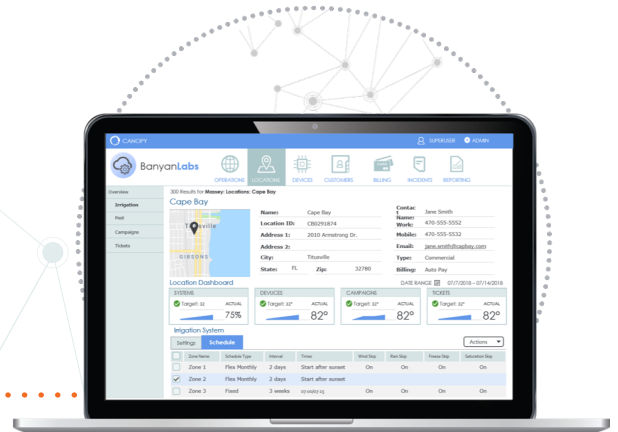 CANOPY
SUPERUSER
ADMIN
BanyanLabs
OPERATIONS LOCATIONS DEVICES CUSTOMERS BILLING INCIDENTS REPORTING
Overview
Irrigation
Pest
Campaigns
Tickets
300 Results for Massey: Locations: Cape Bay
Cape Bay
GIBSONS
Name: Cape Bay
Location ID: CB0291874
Address 1: 2010 Armstrong Dr.
Address 2:
City: Titusville
State: FL Zip: 32780
Contac
t
Name: Jane Smith
Work: 470-555-5552
Mobile: 470-555-5532
Email: jane.smith@capbay.com
Type: Commercial
Billing: Auto Pay
Location Dashboard
DATE RANGE 07/7/2018 – 07/14/2018
SYSTEMS
Target: 32 ACTUAL
75%
DEVUICES
Target: 32° ACTUAL
82°
CAMPAIGNS
Target: 32° ACTUAL
82°
TICKETS
Target: 32° ACTUAL
82°
Irrigation System
Settings Schedule
Actions
Zone Name Schedule Type Interval Times Wind Skip Rain Skip Freeze Skip Saturation Skip
Zone 1 Flex Monthly 2 days Start after sunset On On On On
Zone 2 Flex Monthly 2 days Start after sunset
Zone 3 Fixed 3 weeks On On On On